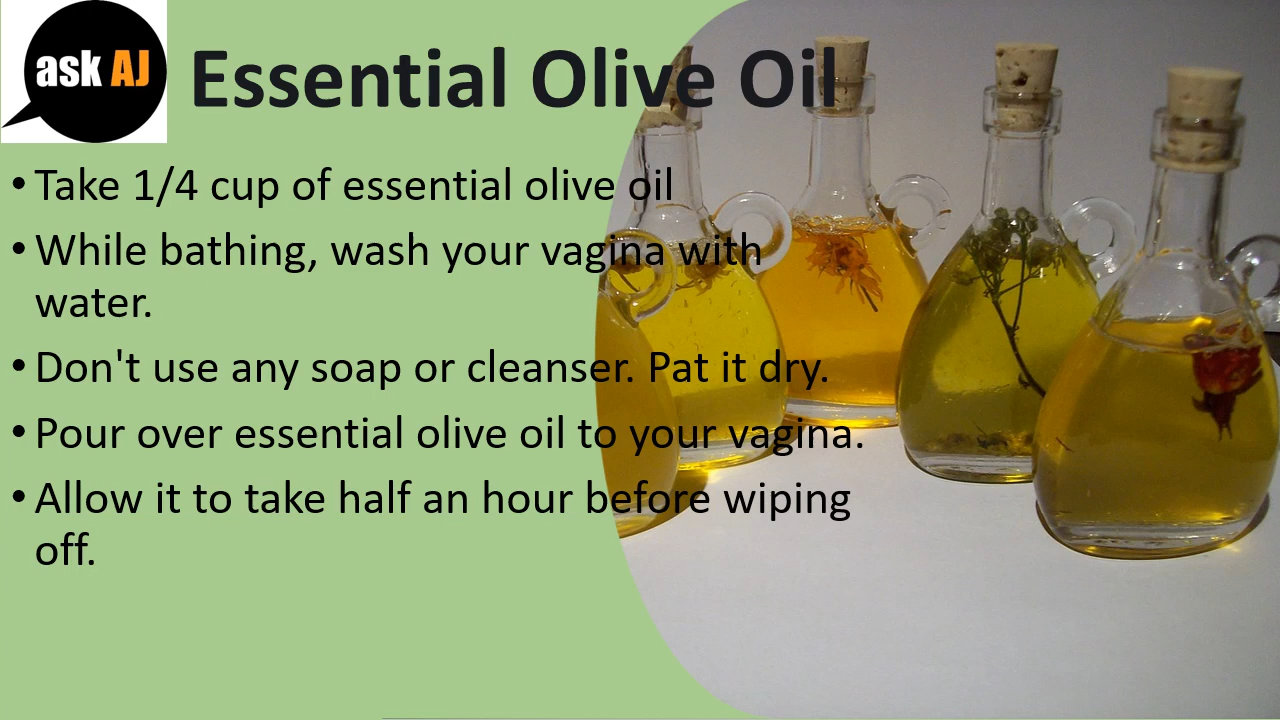 ask AJ
Essential Olive Oil
• Take 1/4 cup of essential olive oil
• While bathing, wash your vagina with
water.
• Don't use any soap or cleanser. Pat it dry.
• Pour over essential olive oil to your vagina.
• Allow it to take half an hour before wiping
off.